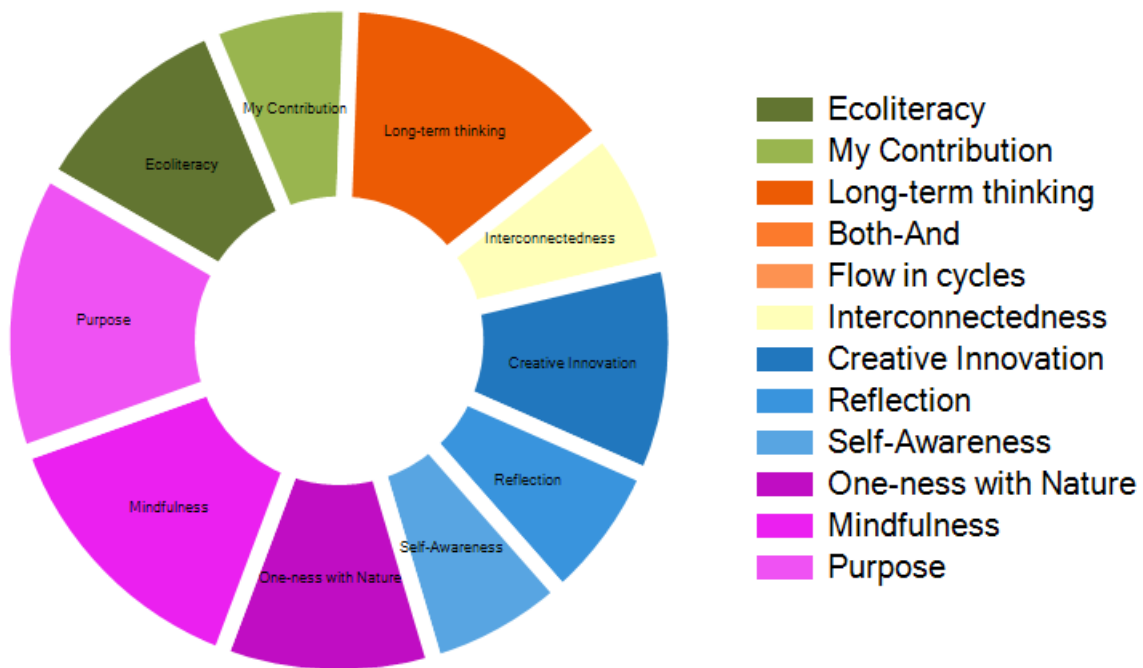 My Contribution
Long-term thinking
Ecoliteracy
Interconnectedness
Purpose
Creative Innovation
Mindfulness
Reflection
Self-Awareness
One-ness with Nature
Ecoliteracy
My Contribution
Long-term thinking
Both-And
Flow in cycles
Interconnectedness
Creative Innovation
Reflection
Self-Awareness
One-ness with Nature
Mindfulness
Purpose